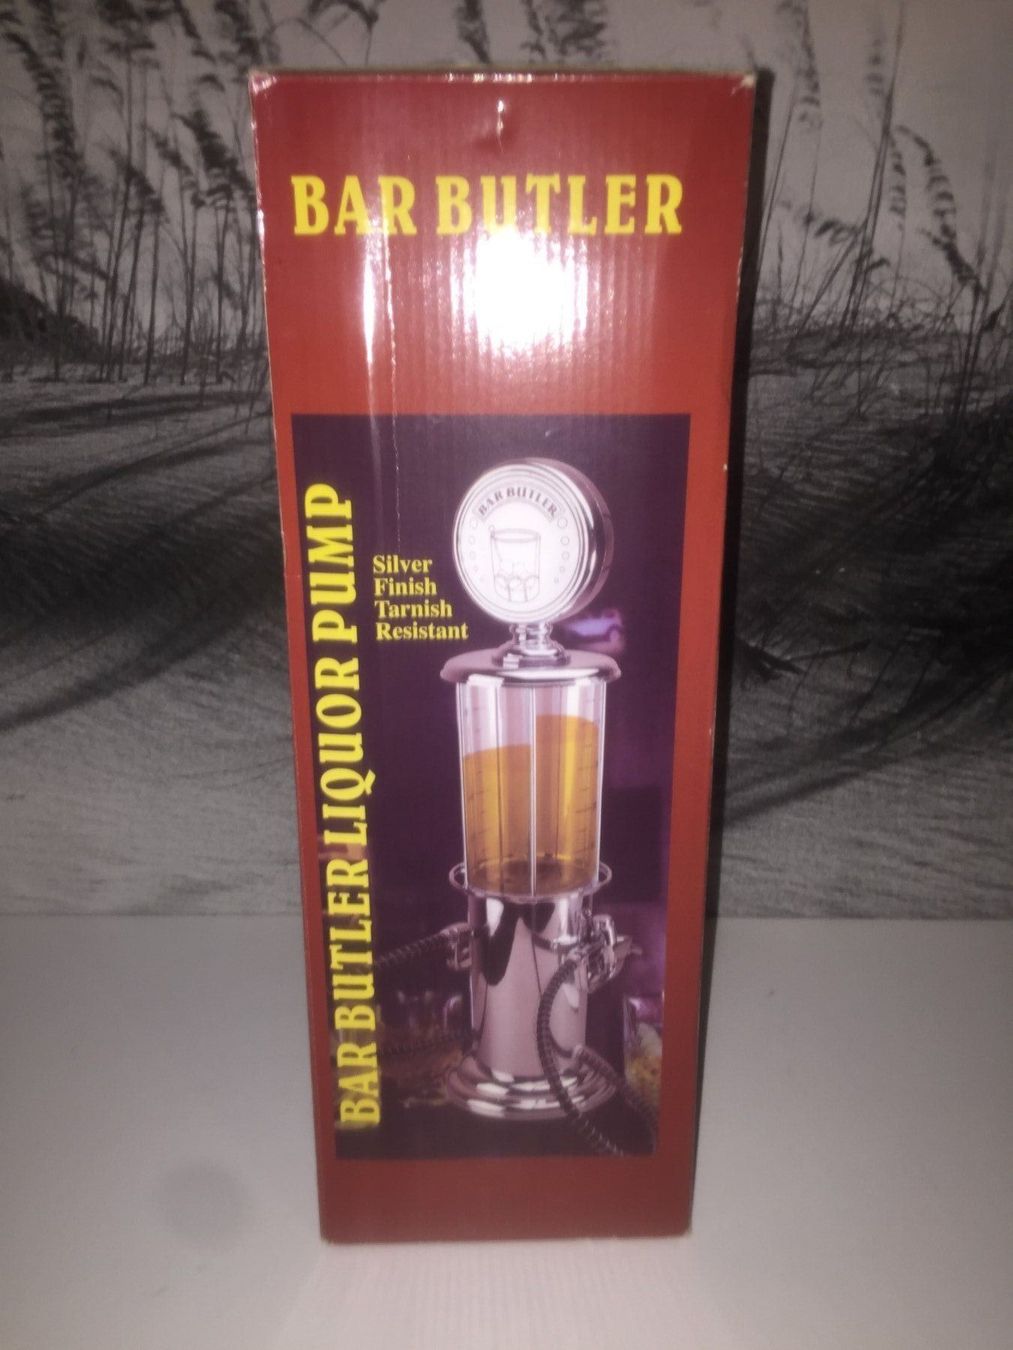 BAR BUTLER
BAR BUTLER LIQUOR PUMP
Silver
Finish
Tarnish
Resistant
BAR BUTLER